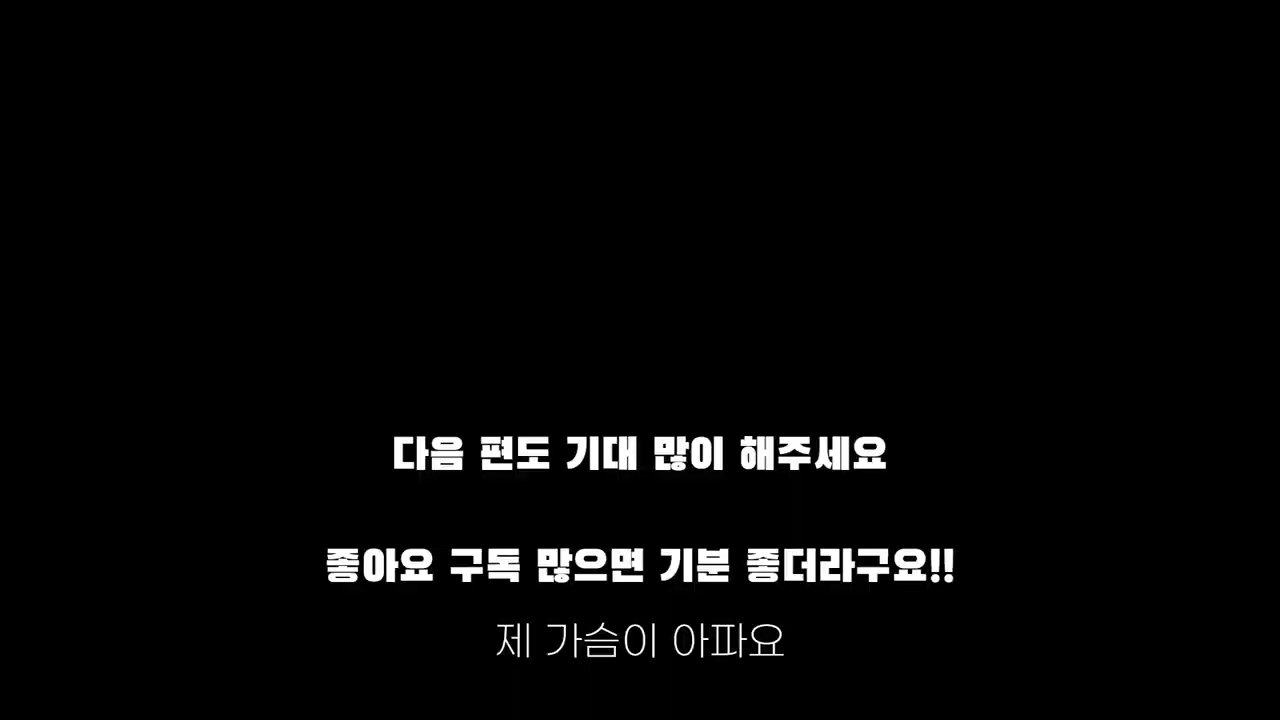 다음 편도 기대 많이 해주세요
좋아요 구독 많으면 기분 좋더라구요!!
제 가슴이 아파요